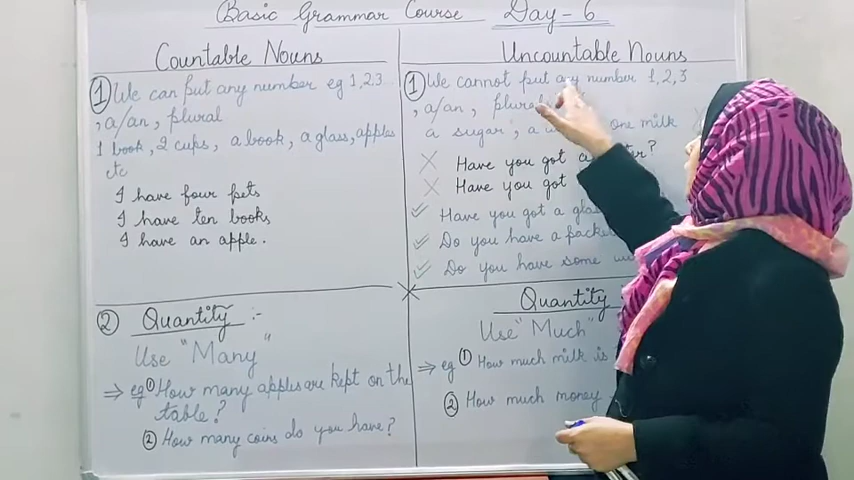 Basic Grammar Course Day-6
Countable Nouns
① We can put any number eg 1,2,3
, a/an, plural
1 book, 2 cups, a book, a glass, apples
etc
I have four pets
I have ten books
I have an apple.
② Quantity :-
Use "Many"
⇒ eg ① How many apples are kept on the
table?
② How many coins do you have?
Uncountable Nouns
① We cannot put any number 1,2,3
, a/an, plural
a sugar, a one milk
× Have you got a ?
× Have you got
✓ Have you got a glass
✓ Do you have a packet
✓ Do you have some
Quantity :-
Use "Much"
⇒ eg ① How much milk is
② How much money